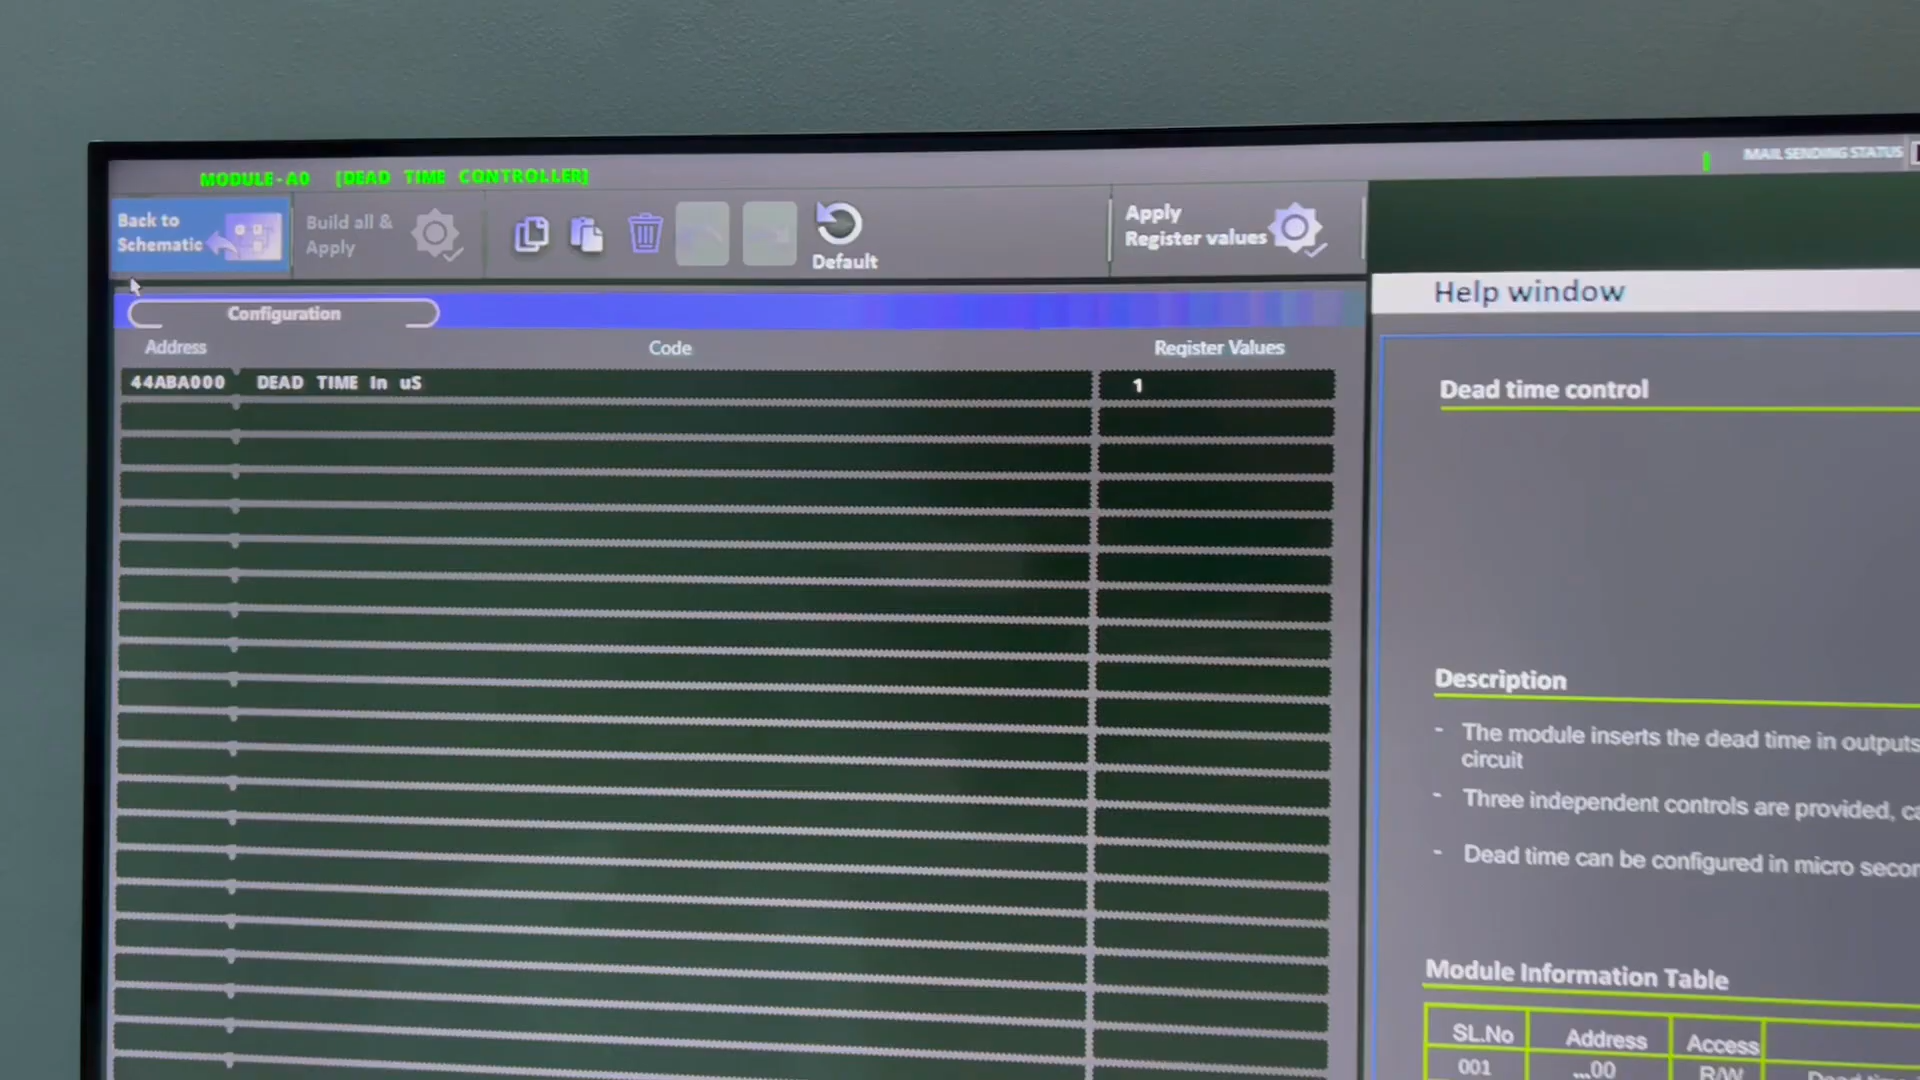 MAIL SENDING STATUS
MODULE-A0 [DEAD TIME CONTROLLER]
Back to
Schematic
Build all &
Apply
Default
Apply
Register values
Help window
Configuration
Address Code Register Values
44ABA000 DEAD TIME In uS 1
Dead time control
Description
- The module inserts the dead time in outputs
circuit
- Three independent controls are provided,
- Dead time can be configured in micro
Module Information Table
SL.No Address Access
001 ...00 R/W